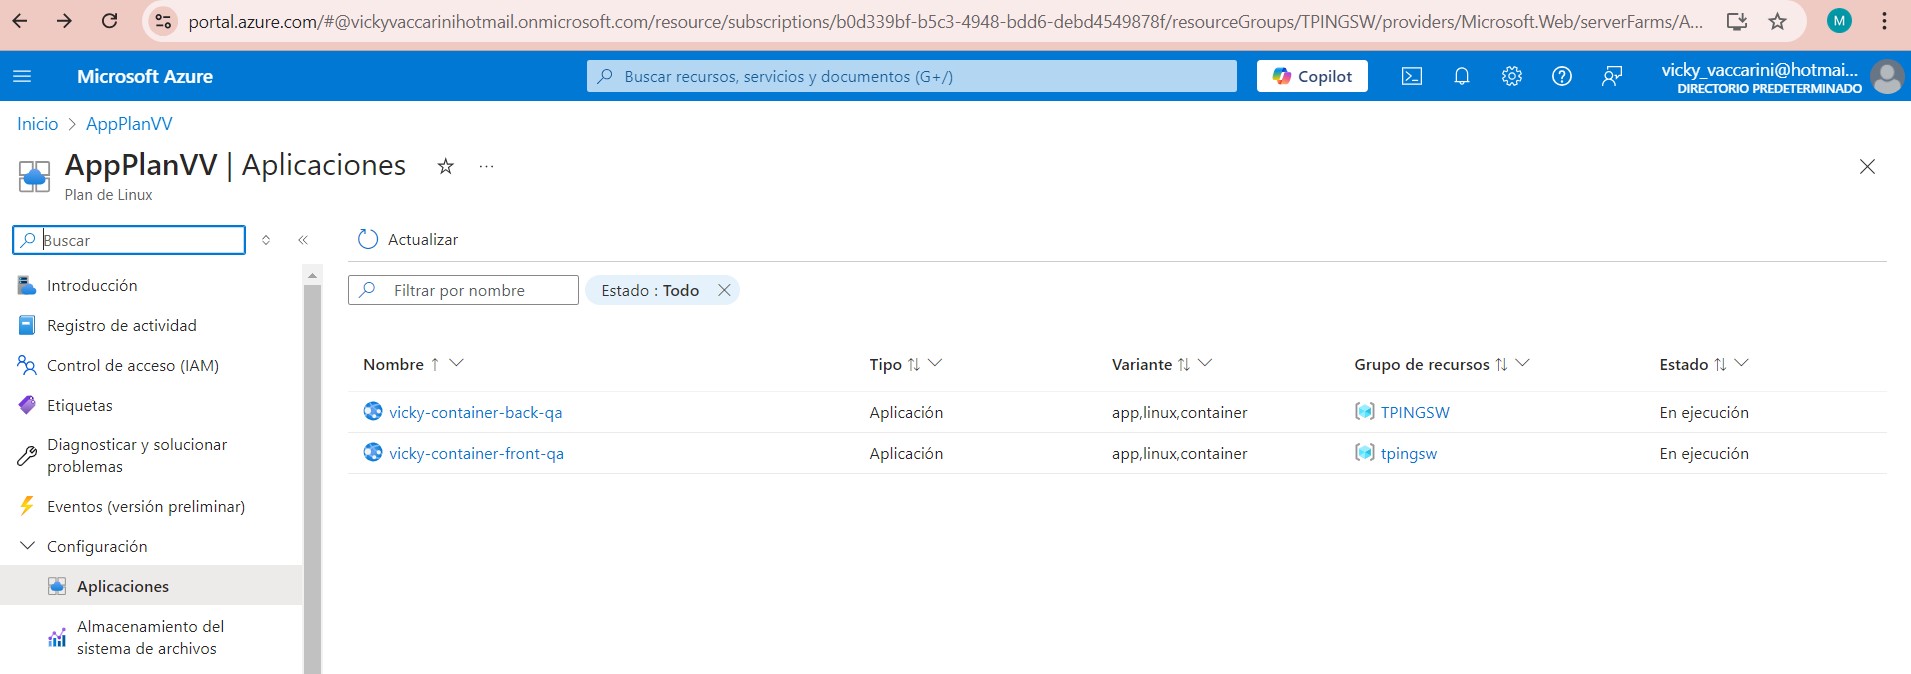 portal.azure.com/#@vickyvaccarinihotmail.onmicrosoft.com/resource/subscriptions/b0d339bf-b5c3-4948-bdd6-debd4549878f/resourceGroups/TPINGSW/providers/Microsoft.Web/serverFarms/A...
M
Microsoft Azure
Buscar recursos, servicios y documentos (G+/)
Copilot
vicky_vaccarini@hotmai...
DIRECTORIO PREDETERMINADO
Inicio > AppPlanVV
AppPlanVV | Aplicaciones
Plan de Linux
Buscar
Actualizar
Introducción
Registro de actividad
Control de acceso (IAM)
Etiquetas
Diagnosticar y solucionar
problemas
Eventos (versión preliminar)
Configuración
Aplicaciones
Almacenamiento del
sistema de archivos
Filtrar por nombre
Estado : Todo
Nombre Tipo Variante Grupo de recursos Estado
vicky-container-back-qa Aplicación app,linux,container TPINGSW En ejecución
vicky-container-front-qa Aplicación app,linux,container tpingsw En ejecución